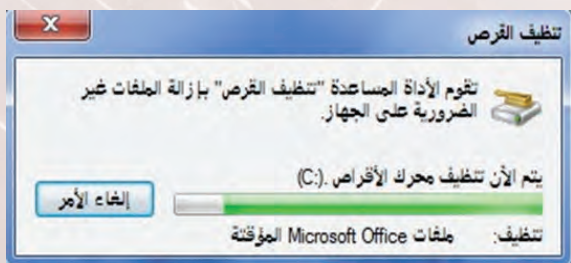 تنظيف القرص
تقوم الأداة المساعدة "تنظيف القرص" بإزالة الملفات غير
الضرورية على الجهاز.
يتم الآن تنظيف محرك الأقراص .(C:)
إلغاء الأمر
تنظيف: ملفات Microsoft Office المؤقتة